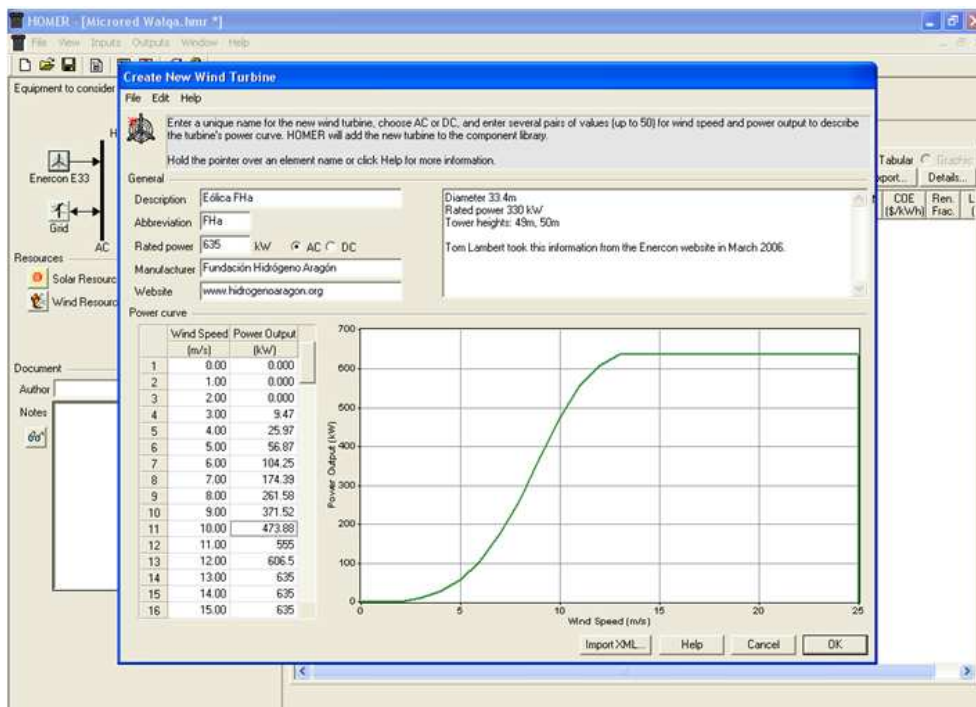 HOMER - [Microred Walqa.hmr *]
File View Inputs Outputs Window Help
Equipment to consider
Enercon E33
Grid
AC
Resources
Solar Resourc
Wind Resourc
Document
Author
Notes
Create New Wind Turbine
File Edit Help
Enter a unique name for the new wind turbine, choose AC or DC, and enter several pairs of values (up to 50) for wind speed and power output to describe
the turbine's power curve. HOMER will add the new turbine to the component library.
Hold the pointer over an element name or click Help for more information.
General
Description Eólica FHa
Abbreviation FHa
Rated power 635 kW AC DC
Manufacturer Fundación Hidrógeno Aragón
Website www.hidrogenoaragon.org
Diameter 33.4m
Rated power 330 kW
Tower heights: 49m, 50m
Tom Lambert took this information from the Enercon website in March 2006.
Power curve
Wind Speed Power Output
(m/s) (kW)
1 0.00 0.000
2 1.00 0.000
3 2.00 0.000
4 3.00 9.47
5 4.00 25.97
6 5.00 56.87
7 6.00 104.25
8 7.00 174.39
9 8.00 261.58
10 9.00 371.52
11 10.00 473.88
12 11.00 555
13 12.00 606.5
14 13.00 635
15 14.00 635
16 15.00 635
Power Output (kW)
700
600
500
400
300
200
100
0
0 5 10 15 20 25
Wind Speed (m/s)
Import XML... Help Cancel OK
Tabular Graphic
port... Details...
COE Ren. L
($/kWh) Frac. (